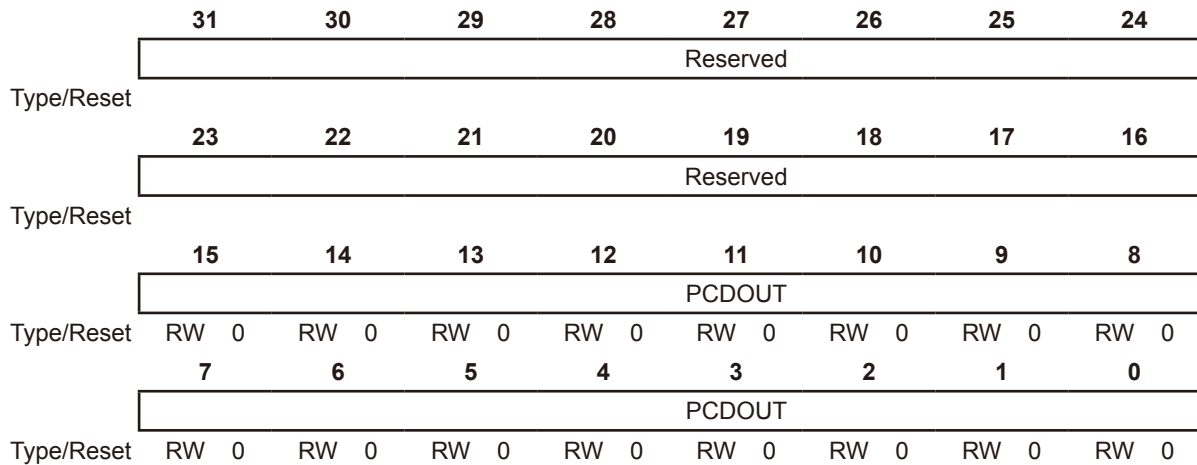 31 30 29 28 27 26 25 24
Reserved
Type/Reset
23 22 21 20 19 18 17 16
Reserved
Type/Reset
15 14 13 12 11 10 9 8
PCDOUT
Type/Reset RW 0 RW 0 RW 0 RW 0 RW 0 RW 0 RW 0 RW 0
7 6 5 4 3 2 1 0
PCDOUT
Type/Reset RW 0 RW 0 RW 0 RW 0 RW 0 RW 0 RW 0 RW 0